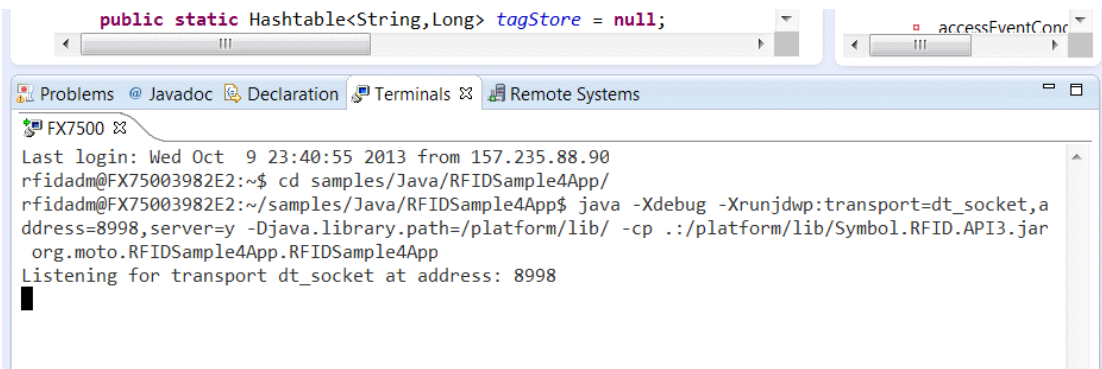 public static Hashtable<String,Long> tagStore = null;
accessEventConc
Problems @ Javadoc Declaration Terminals Remote Systems
FX7500
Last login: Wed Oct  9 23:40:55 2013 from 157.235.88.90
rfidadm@FX75003982E2:~$ cd samples/Java/RFIDSample4App/
rfidadm@FX75003982E2:~/samples/Java/RFIDSample4App$ java -Xdebug -Xrunjdwp:transport=dt_socket,a
ddress=8998,server=y -Djava.library.path=/platform/lib/ -cp .:/platform/lib/Symbol.RFID.API3.jar
 org.moto.RFIDSample4App.RFIDSample4App
Listening for transport dt_socket at address: 8998